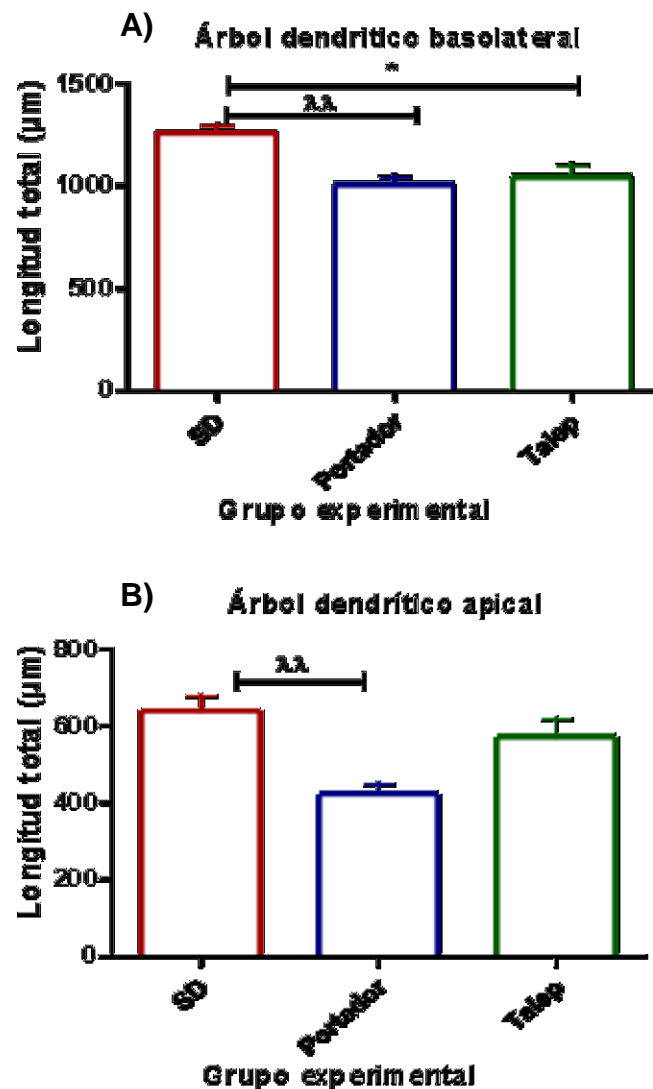 A) Árbol dendrítico basolateral
*
λλ
Longitud total (µm)
1500
1000
500
0
SD
Portador
Talep
Grupo experimental
B) Árbol dendrítico apical
λλ
Longitud total (µm)
800
600
400
200
0
SD
Portador
Talep
Grupo experimental